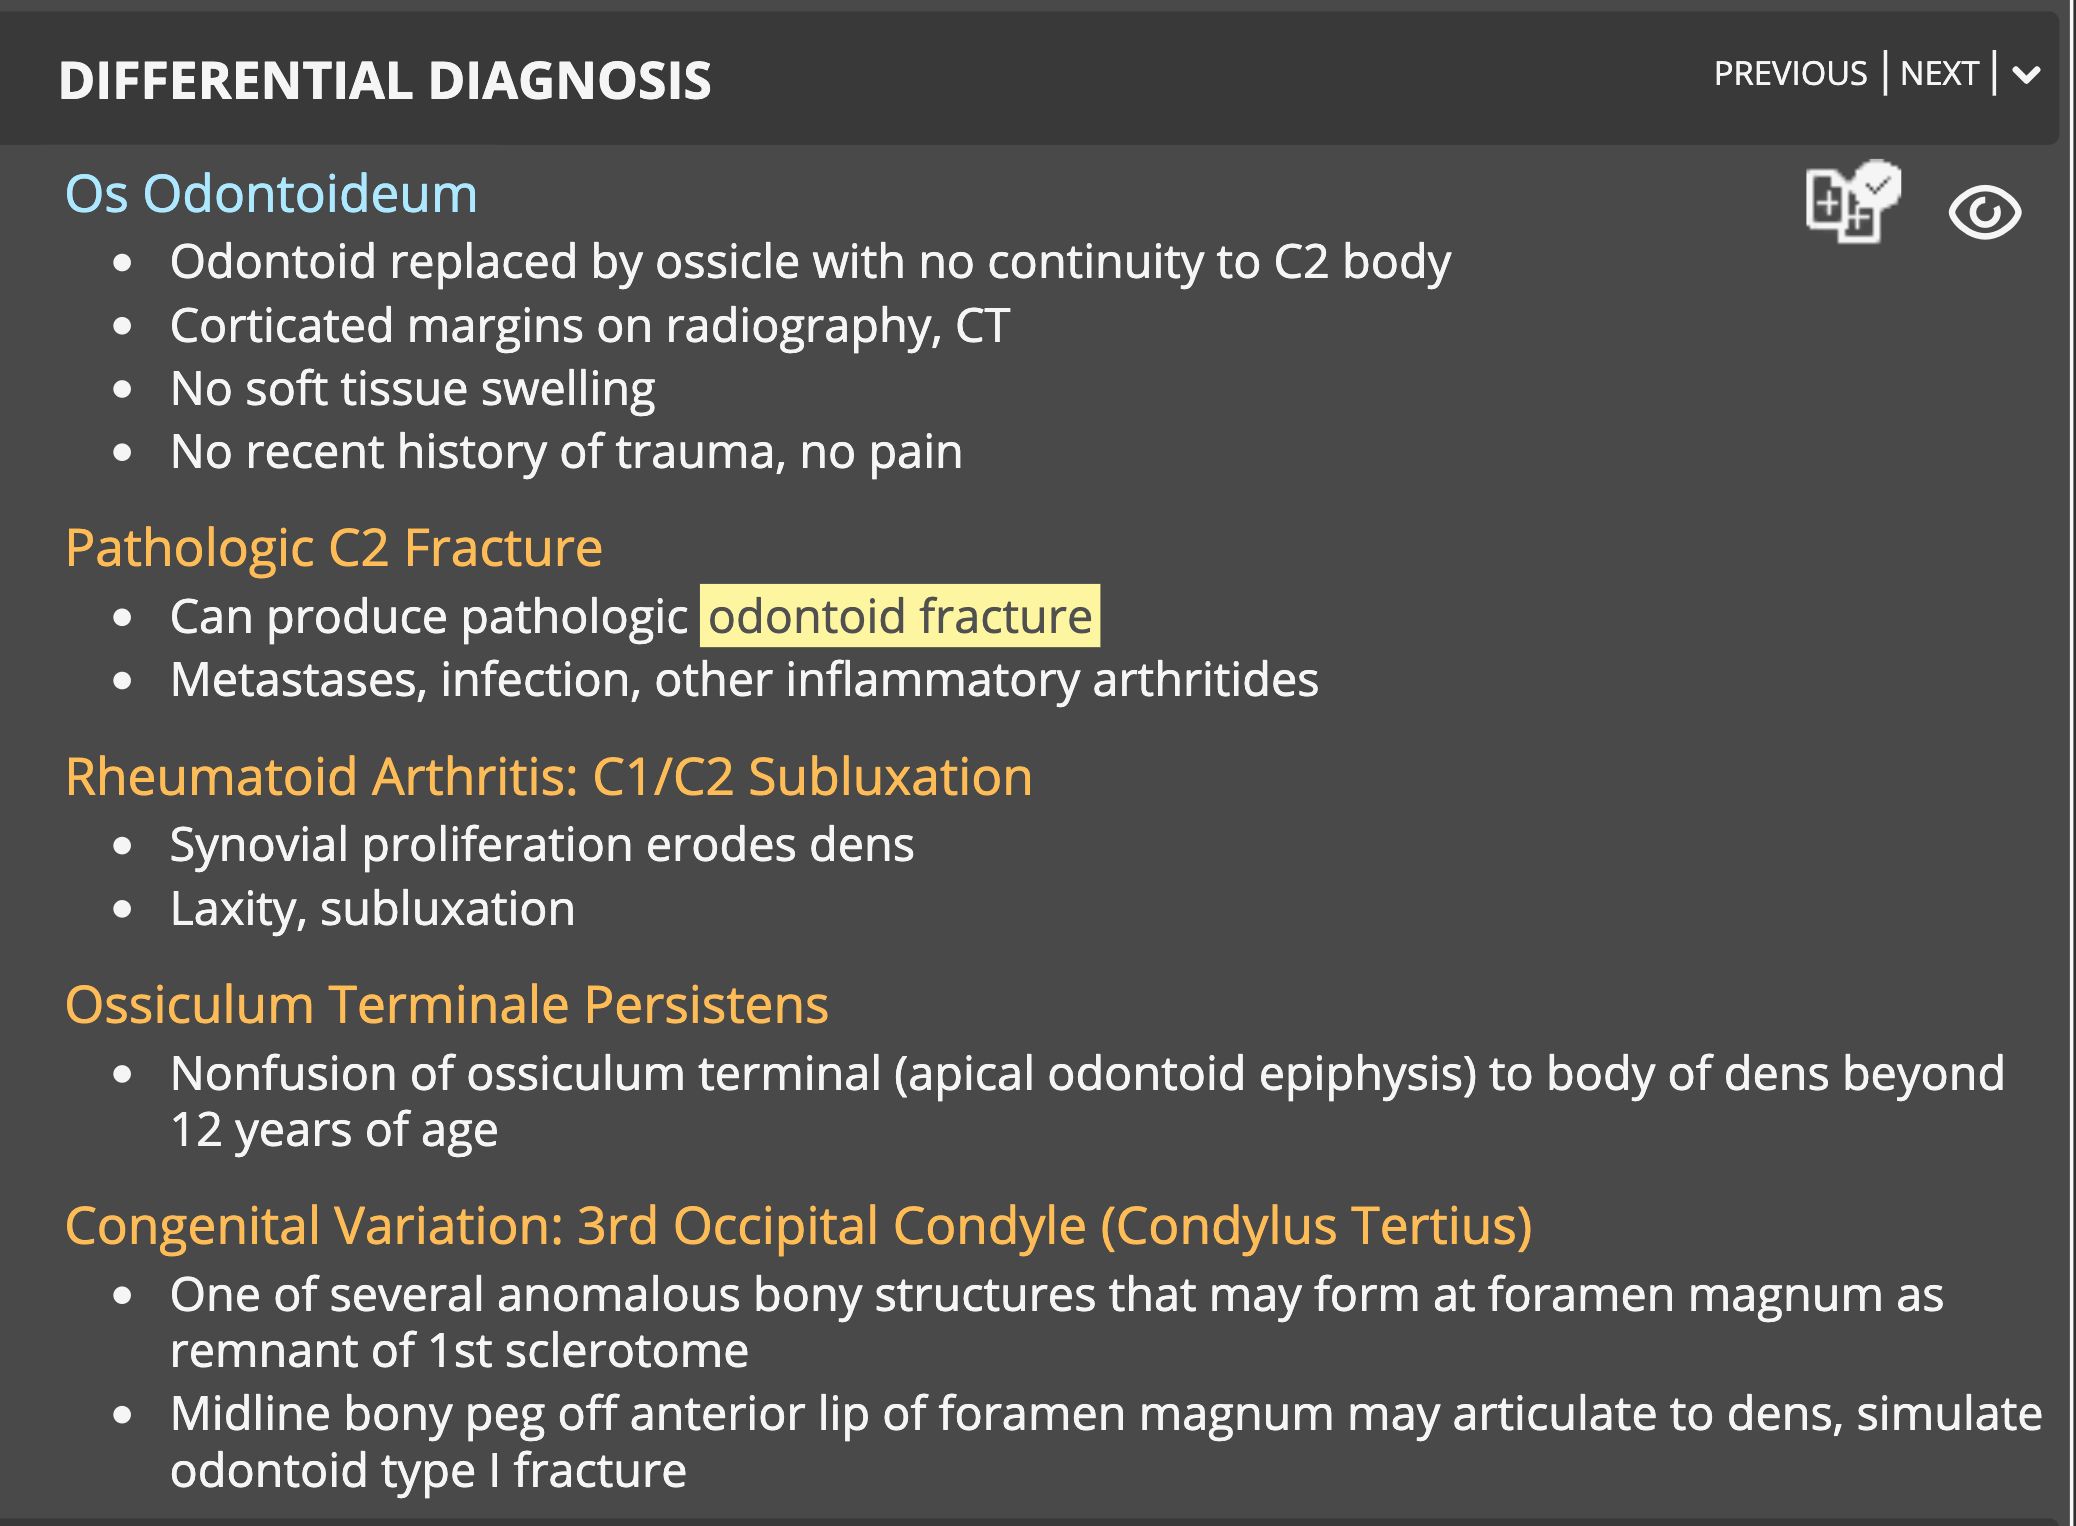 DIFFERENTIAL DIAGNOSIS
PREVIOUS | NEXT |
Os Odontoideum
• Odontoid replaced by ossicle with no continuity to C2 body
• Corticated margins on radiography, CT
• No soft tissue swelling
• No recent history of trauma, no pain
Pathologic C2 Fracture
• Can produce pathologic odontoid fracture
• Metastases, infection, other inflammatory arthritides
Rheumatoid Arthritis: C1/C2 Subluxation
• Synovial proliferation erodes dens
• Laxity, subluxation
Ossiculum Terminale Persistens
• Nonfusion of ossiculum terminal (apical odontoid epiphysis) to body of dens beyond
12 years of age
Congenital Variation: 3rd Occipital Condyle (Condylus Tertius)
• One of several anomalous bony structures that may form at foramen magnum as
remnant of 1st sclerotome
• Midline bony peg off anterior lip of foramen magnum may articulate to dens, simulate
odontoid type I fracture